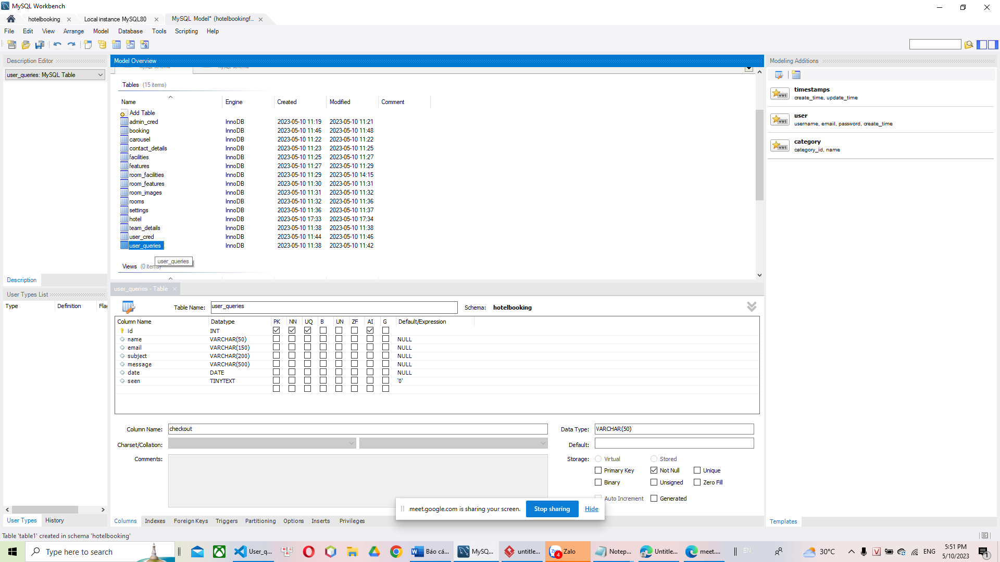 MySQL Workbench
hotelbooking
Local instance MySQL80
MySQL Model* (hotelbookingf...
File Edit View Arrange Model Database Tools Scripting Help
Description Editor
user_queries: MySQL Table
Description
User Types List
Type Definition Flag
User Types History
Model Overview
MySQL Schema MySQL Schema
Tables (15 items)
Name Engine Created Modified Comment
Add Table
admin_cred InnoDB 2023-05-10 11:19 2023-05-10 11:21
booking InnoDB 2023-05-10 11:46 2023-05-10 11:48
carousel InnoDB 2023-05-10 11:22 2023-05-10 11:22
contact_details InnoDB 2023-05-10 11:23 2023-05-10 11:25
facilities InnoDB 2023-05-10 11:25 2023-05-10 11:27
features InnoDB 2023-05-10 11:27 2023-05-10 11:29
room_facilities InnoDB 2023-05-10 11:29 2023-05-10 14:15
room_features InnoDB 2023-05-10 11:30 2023-05-10 11:31
room_images InnoDB 2023-05-10 11:31 2023-05-10 11:32
rooms InnoDB 2023-05-10 11:32 2023-05-10 11:36
settings InnoDB 2023-05-10 11:36 2023-05-10 11:37
hotel InnoDB 2023-05-10 17:33 2023-05-10 17:34
team_details InnoDB 2023-05-10 11:38 2023-05-10 11:38
user_cred InnoDB 2023-05-10 11:44 2023-05-10 11:46
user_queries InnoDB 2023-05-10 11:38 2023-05-10 11:42
user_queries
Views (0 items)
user_queries - Table
Table Name: user_queries Schema: hotelbooking
Column Name Datatype PK NN UQ B UN ZF AI G Default/Expression
id INT
name VARCHAR(50) NULL
email VARCHAR(150) NULL
subject VARCHAR(200) NULL
message VARCHAR(500) NULL
date DATE NULL
seen TINYTEXT '0'
Column Name: checkout Data Type: VARCHAR(50)
Charset/Collation: Default:
Comments: Storage: Virtual Stored
Primary Key Not Null Unique
Binary Unsigned Zero Fill
Auto Increment Generated
meet.google.com is sharing your screen. Stop sharing Hide
Columns Indexes Foreign Keys Triggers Partitioning Options Inserts Privileges
Modeling Additions
MWB timestamps
create_time, update_time
MWB user
username, email, password, create_time
MWB category
category_id, name
Templates
Table 'table1' created in schema 'hotelbooking'
Type here to search
User_q...
Báo cá...
MySQ...
untitle...
Zalo
4
Notep...
Untitle...
meet....
EN
30°C
ENG
5:51 PM
5/10/2023
1